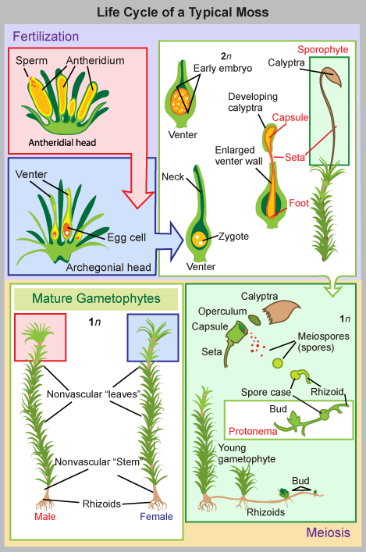 Life Cycle of a Typical Moss
Fertilization
Sperm
Antheridium
Antheridial head
Venter
Egg cell
Archegonial head
2n
Early embryo
Venter
Neck
Zygote
Venter
Developing
calyptra
Capsule
Enlarged
venter wall
Seta
Foot
Sporophyte
Calyptra
Mature Gametophytes
1n
Nonvascular "leaves"
Nonvascular "Stem"
Rhizoids
Male
Female
Calyptra
Operculum
Capsule
Seta
1n
Meiospores
(spores)
Spore case
Rhizoid
Bud
Protonema
Young
gametophyte
Bud
Rhizoids
Meiosis